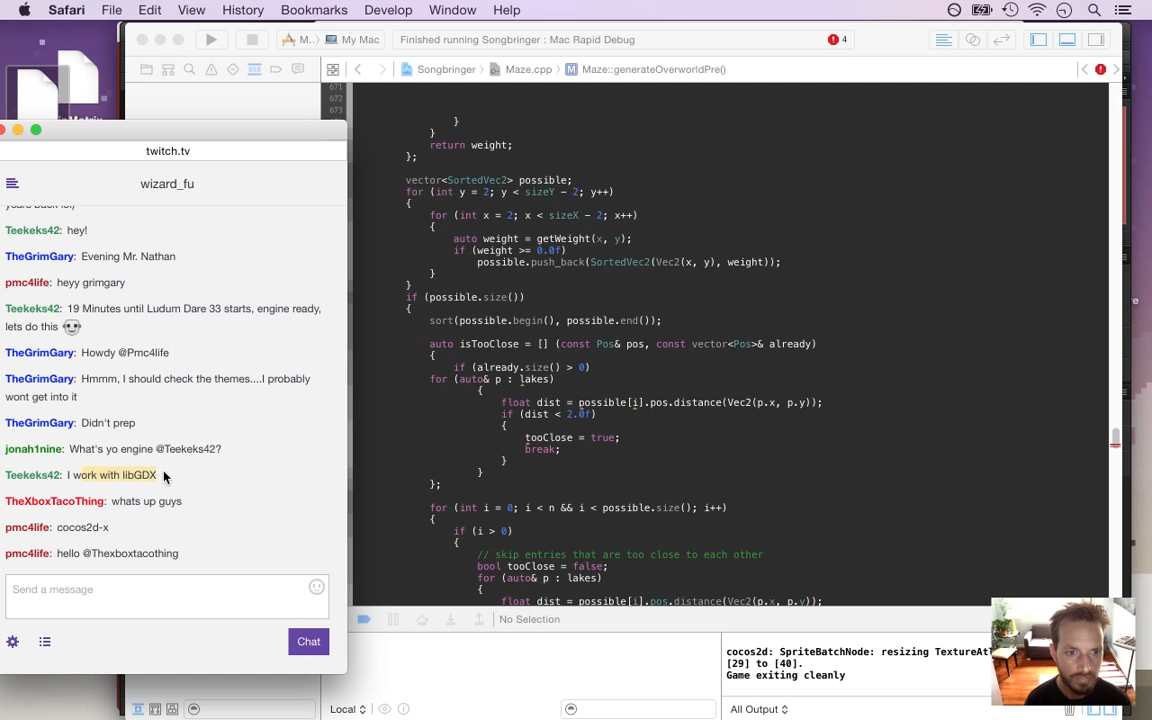 Safari File Edit View History Bookmarks Develop Window Help
M... My Mac Finished running Songbringer : Mac Rapid Debug 4
Songbringer Maze.cpp M Maze::generateOverworldPre()
671
672
673
}
}
return weight;
};
vector<SortedVec2> possible;
for (int y = 2; y < sizeY - 2; y++)
{
for (int x = 2; x < sizeX - 2; x++)
{
auto weight = getWeight(x, y);
if (weight >= 0.0f)
possible.push_back(SortedVec2(Vec2(x, y), weight));
}
}
if (possible.size())
{
sort(possible.begin(), possible.end());
auto isTooClose = [] (const Pos& pos, const vector<Pos>& already)
{
if (already.size() > 0)
for (auto& p : lakes)
{
float dist = possible[i].pos.distance(Vec2(p.x, p.y));
if (dist < 2.0f)
{
tooClose = true;
break;
}
}
};
for (int i = 0; i < n && i < possible.size(); i++)
{
if (i > 0)
{
// skip entries that are too close to each other
bool tooClose = false;
for (auto& p : lakes)
{
float dist = possible[i].pos.distance(Vec2(p.x, p.y));
twitch.tv
wizard_fu
years back lol,
Teekeks42: hey!
TheGrimGary: Evening Mr. Nathan
pmc4life: heyy grimgary
Teekeks42: 19 Minutes until Ludum Dare 33 starts, engine ready,
lets do this
TheGrimGary: Howdy @Pmc4life
TheGrimGary: Hmmm, I should check the themes....I probably
wont get into it
TheGrimGary: Didn't prep
jonah1nine: What's yo engine @Teekeks42?
Teekeks42: I work with libGDX
TheXboxTacoThing: whats up guys
pmc4life: cocos2d-x
pmc4life: hello @Thexboxtacothing
Send a message
Chat
No Selection
cocos2d: SpriteBatchNode: resizing TextureAtl
[29] to [40].
Game exiting cleanly
Local
All Output